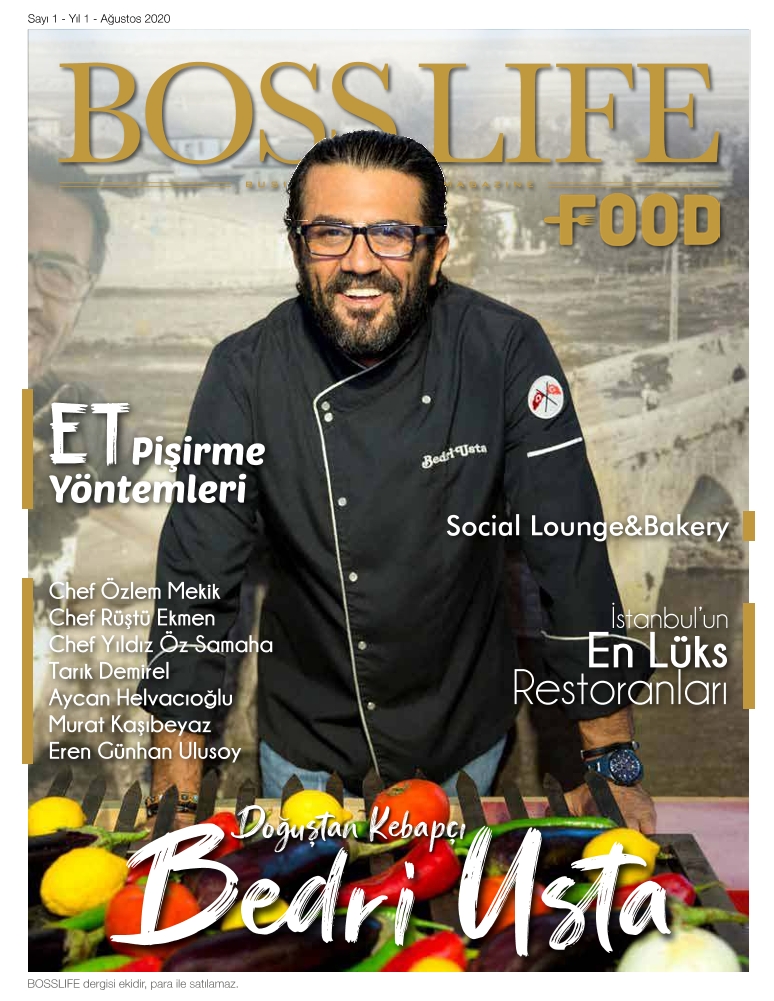 Sayı 1 - Yıl 1 - Ağustos 2020
BOSS LIFE
FOOD
ET Pişirme
Yöntemleri
Bedri Usta
Social Lounge&Bakery
Chef Özlem Mekik
Chef Rüştü Ekmen
Chef Yıldız Öz Samaha
Tarık Demirel
Aycan Helvacıoğlu
Murat Kaşıbeyaz
Eren Günhan Ulusoy
İstanbul'un
En Lüks
Restoranları
Doğuştan Kebapçı
Bedri Usta
BOSSLIFE dergisi ekidir, para ile satılamaz.